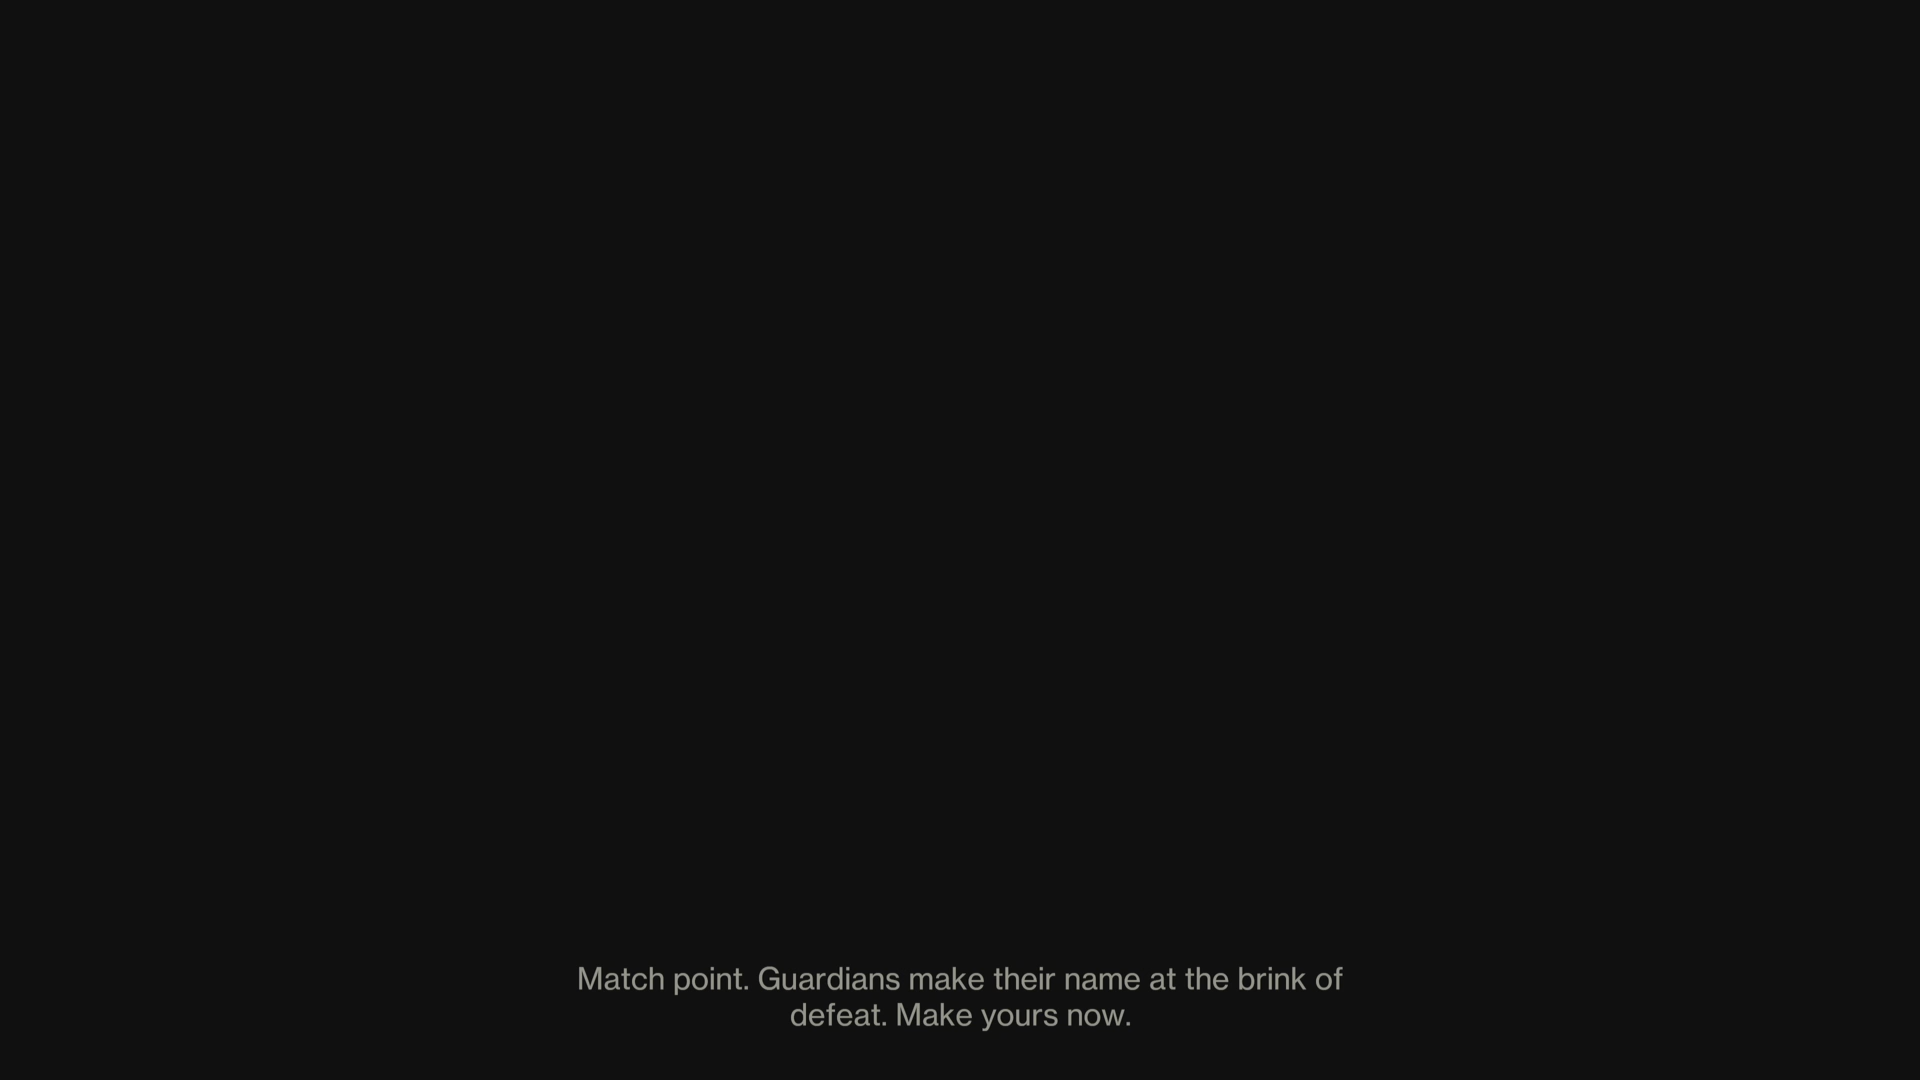 Match point. Guardians make their name at the brink of
defeat. Make yours now.